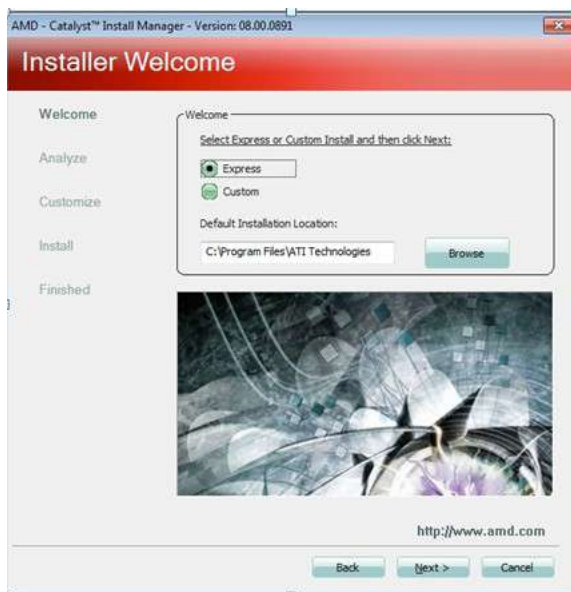 AMD - Catalyst™ Install Manager - Version: 08.00.0891
Installer Welcome
Welcome
Analyze
Customize
Install
Finished
Welcome
Select Express or Custom Install and then click Next:
Express
Custom
Default Installation Location:
C:\Program Files\ATI Technologies
Browse
http://www.amd.com
Back
Next >
Cancel